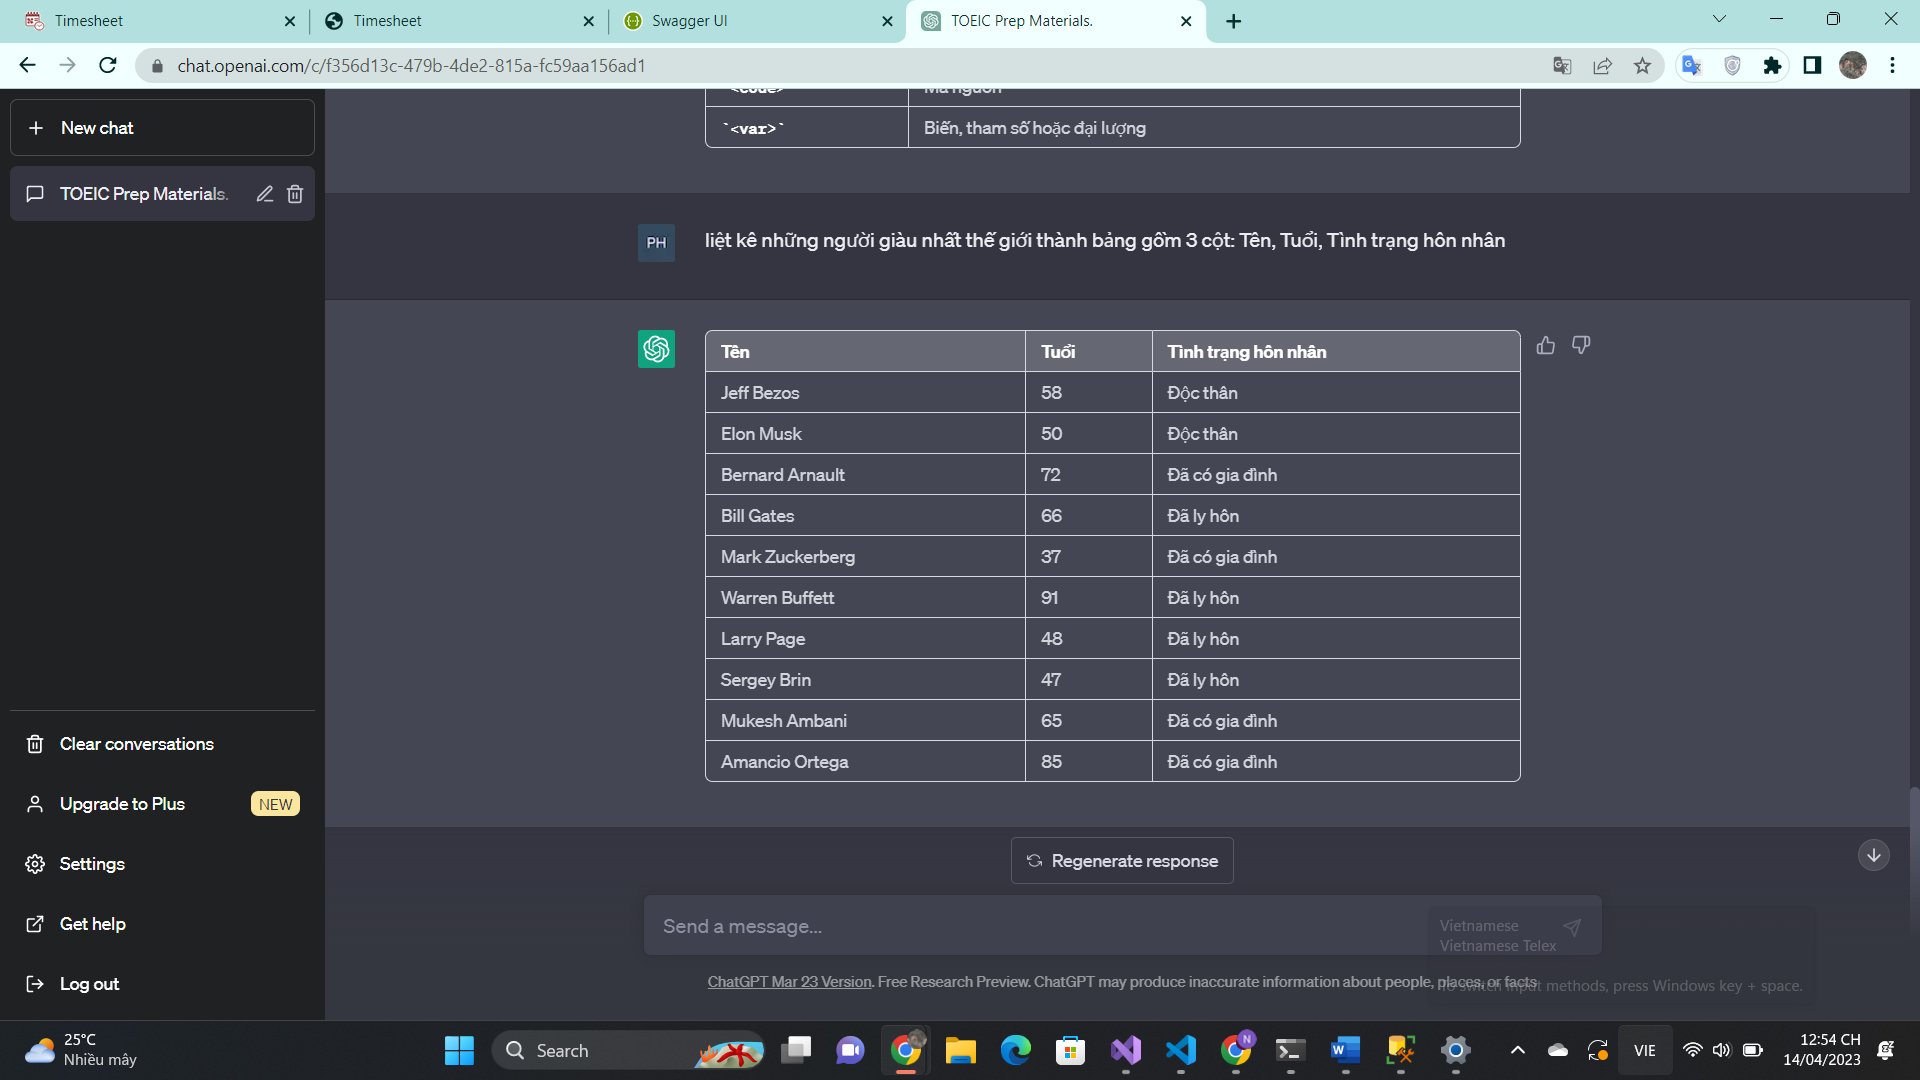 Timesheet
Timesheet
Swagger UI
TOEIC Prep Materials.
chat.openai.com/c/f356d13c-479b-4de2-815a-fc59aa156ad1
New chat
TOEIC Prep Materials.
`<code>` Mã nguồn
`<var>` Biến, tham số hoặc đại lượng
PH
liệt kê những người giàu nhất thế giới thành bảng gồm 3 cột: Tên, Tuổi, Tình trạng hôn nhân
Tên Tuổi Tình trạng hôn nhân
Jeff Bezos 58 Độc thân
Elon Musk 50 Độc thân
Bernard Arnault 72 Đã có gia đình
Bill Gates 66 Đã ly hôn
Mark Zuckerberg 37 Đã có gia đình
Warren Buffett 91 Đã ly hôn
Larry Page 48 Đã ly hôn
Sergey Brin 47 Đã ly hôn
Mukesh Ambani 65 Đã có gia đình
Amancio Ortega 85 Đã có gia đình
Clear conversations
Upgrade to Plus NEW
Settings
Get help
Log out
Regenerate response
Send a message...
Vietnamese
Vietnamese Telex
ChatGPT Mar 23 Version. Free Research Preview. ChatGPT may produce inaccurate information about people, places, or facts
To switch input methods, press Windows key + space.
25°C
Nhiều mây
Search
N
VIE
12:54 CH
14/04/2023